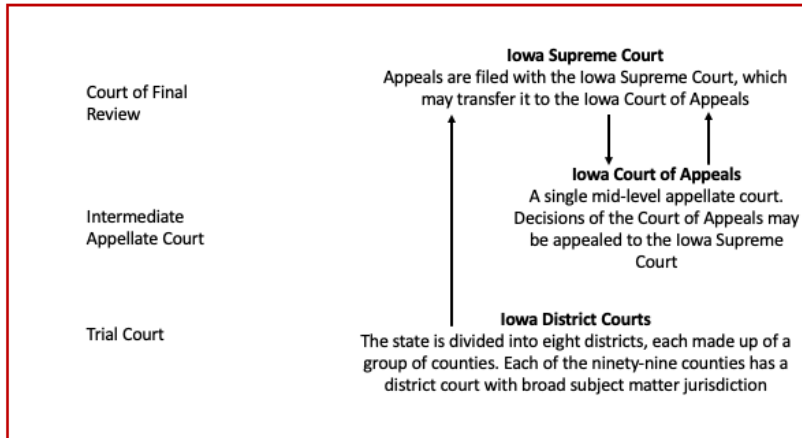 Iowa Supreme Court
Court of Final
Review
Appeals are filed with the Iowa Supreme Court, which
may transfer it to the Iowa Court of Appeals
Iowa Court of Appeals
Intermediate
Appellate Court
A single mid-level appellate court.
Decisions of the Court of Appeals may
be appealed to the Iowa Supreme
Court
Trial Court
Iowa District Courts
The state is divided into eight districts, each made up of a
group of counties. Each of the ninety-nine counties has a
district court with broad subject matter jurisdiction